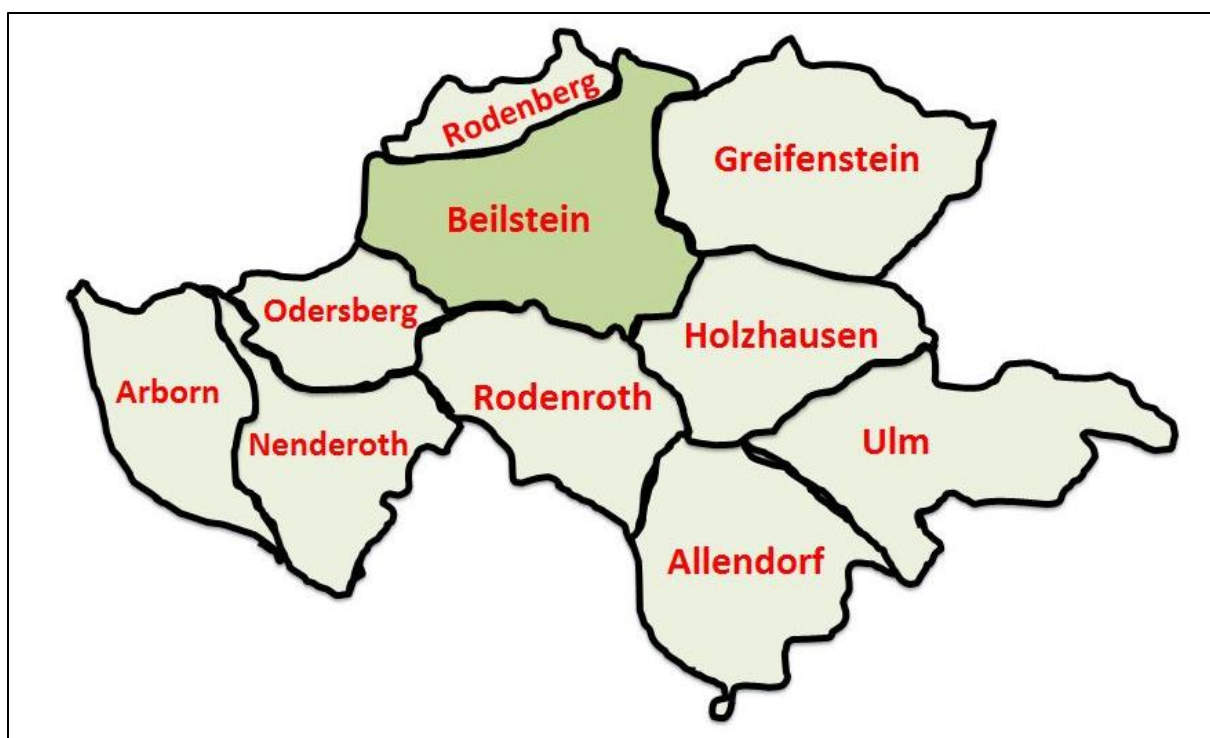 Rodenberg
Greifenstein
Beilstein
Odersberg
Holzhausen
Arborn
Rodenroth
Nenderoth
Ulm
Allendorf